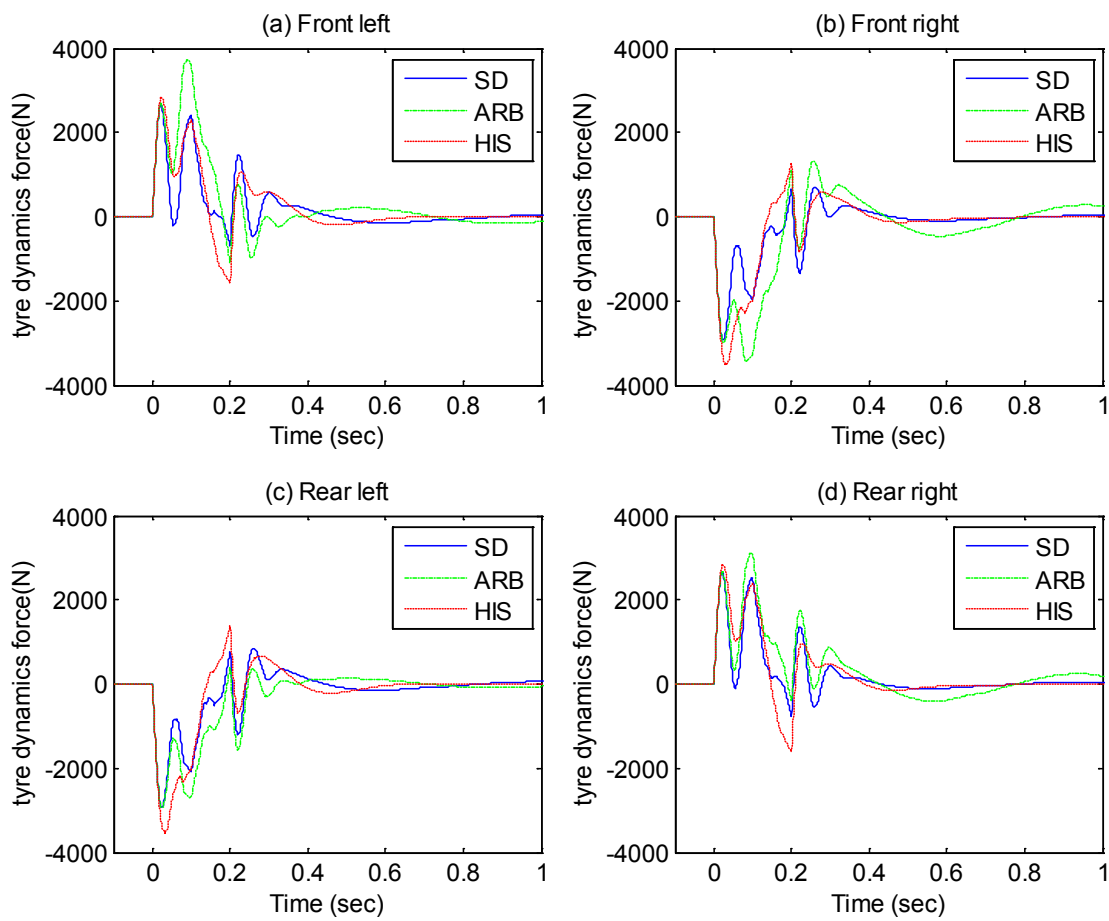 (a) Front left
tyre dynamics force(N)
4000
2000
0
-2000
-4000
SD
ARB
HIS
0 0.2 0.4 0.6 0.8 1
Time (sec)
(b) Front right
tyre dynamics force(N)
4000
2000
0
-2000
-4000
SD
ARB
HIS
0 0.2 0.4 0.6 0.8 1
Time (sec)
(c) Rear left
tyre dynamics force(N)
4000
2000
0
-2000
-4000
SD
ARB
HIS
0 0.2 0.4 0.6 0.8 1
Time (sec)
(d) Rear right
tyre dynamics force(N)
4000
2000
0
-2000
-4000
SD
ARB
HIS
0 0.2 0.4 0.6 0.8 1
Time (sec)